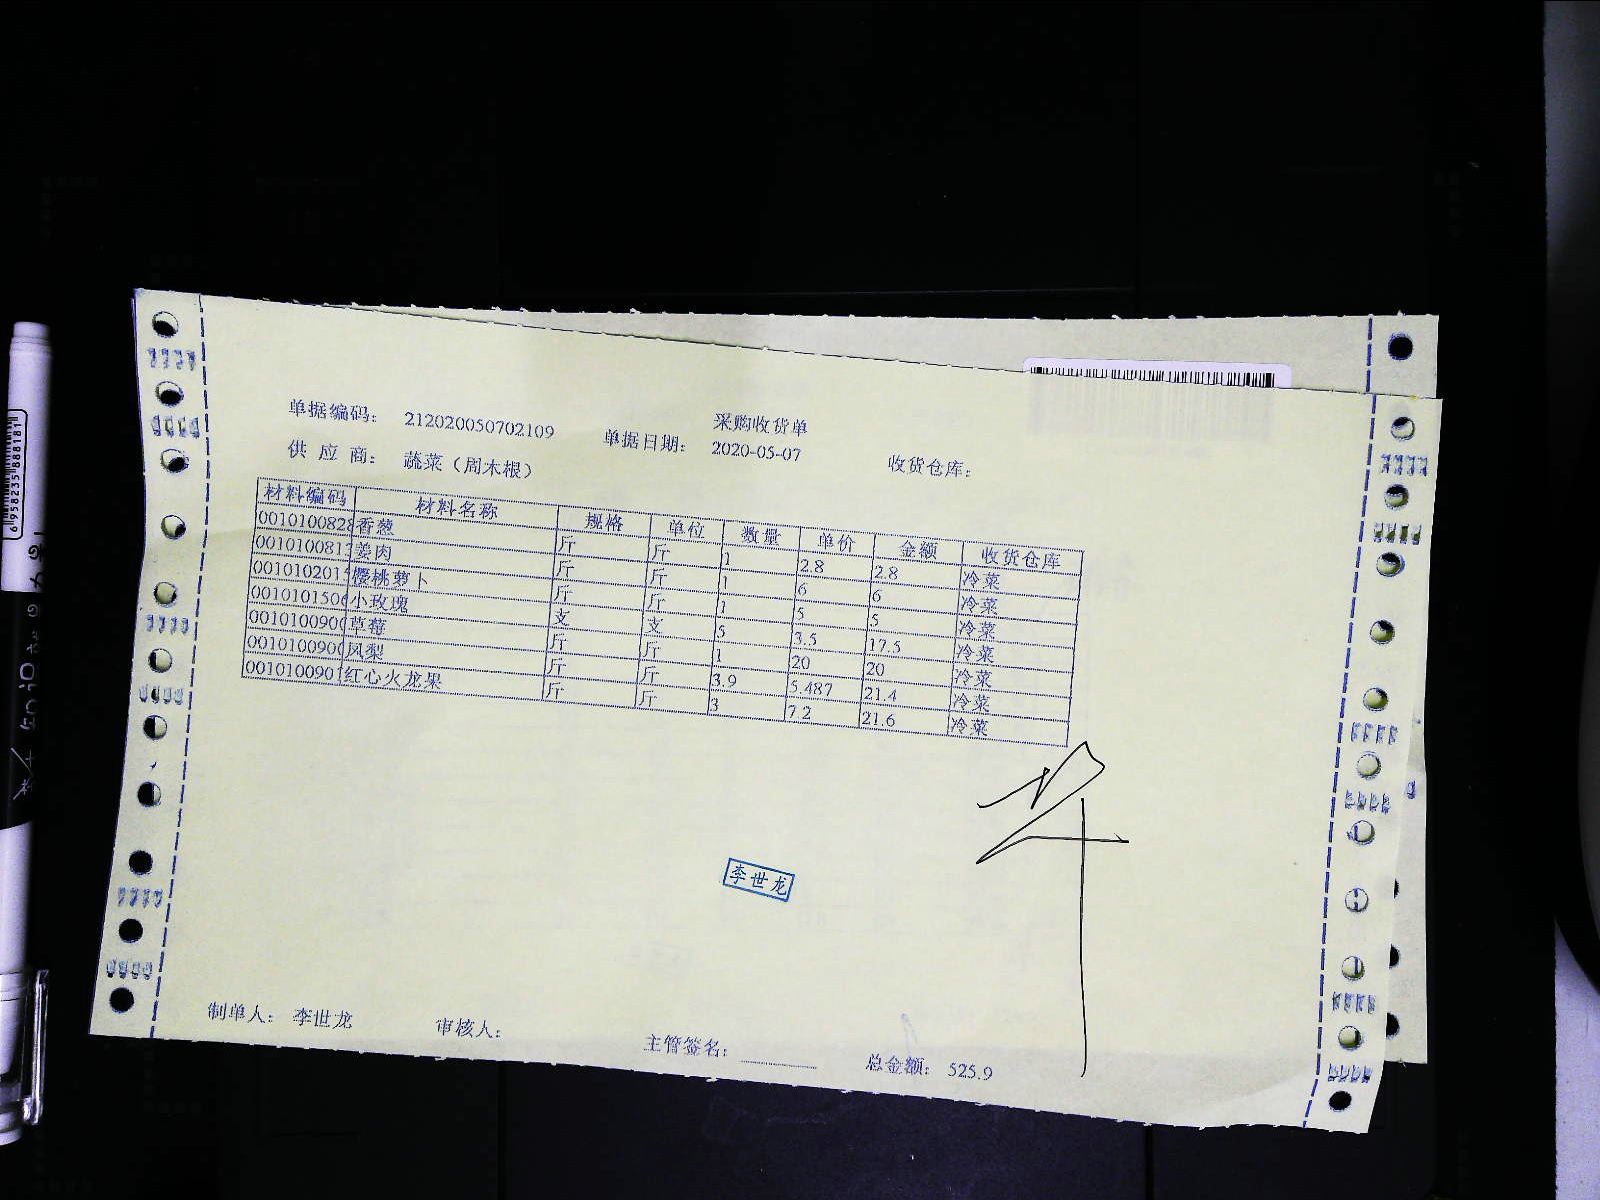 采购收货单
单据编码： 212020050702109 单据日期： 2020-05-07 收货仓库：
供 应 商： 蔬菜（周木根）
材料编码 材料名称 规格 单位 数量 单价 金额 收货仓库
0010100828 香葱 斤 斤 1 2.8 2.8 冷菜
001010081 姜肉 斤 斤 1 6 6 冷菜
001010201 樱桃萝卜 斤 斤 1 5 5 冷菜
001010150 小玫瑰 支 支 5 3.5 17.5 冷菜
001010090 草莓 斤 斤 1 20 20 冷菜
001010090 凤梨 斤 斤 3.9 5.487 21.4 冷菜
001010090 红心火龙果 斤 斤 3 7.2 21.6 冷菜
李世龙
制单人： 李世龙 审核人： 主管签名： 总金额： 525.9
6958235888181